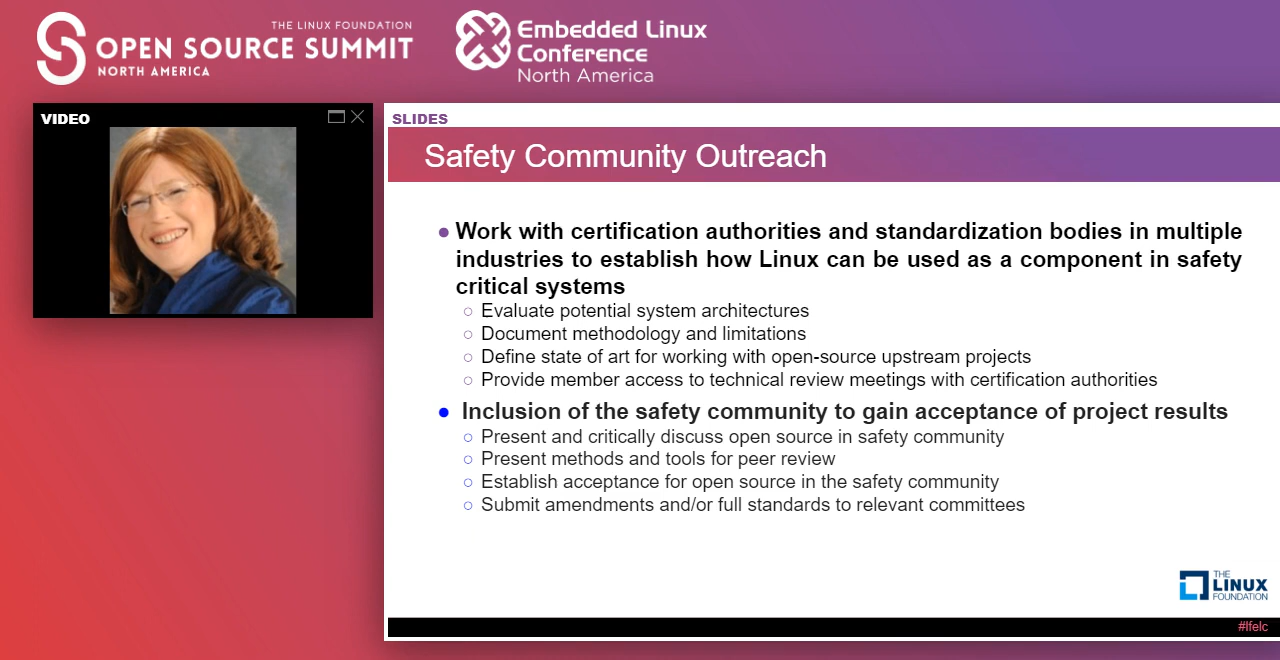 THE LINUX FOUNDATION
OPEN SOURCE SUMMIT
NORTH AMERICA
Embedded Linux
Conference
North America
VIDEO
SLIDES
Safety Community Outreach
● Work with certification authorities and standardization bodies in multiple
industries to establish how Linux can be used as a component in safety
critical systems
○ Evaluate potential system architectures
○ Document methodology and limitations
○ Define state of art for working with open-source upstream projects
○ Provide member access to technical review meetings with certification authorities
● Inclusion of the safety community to gain acceptance of project results
○ Present and critically discuss open source in safety community
○ Present methods and tools for peer review
○ Establish acceptance for open source in the safety community
○ Submit amendments and/or full standards to relevant committees
THE
LINUX
FOUNDATION
#lfelc